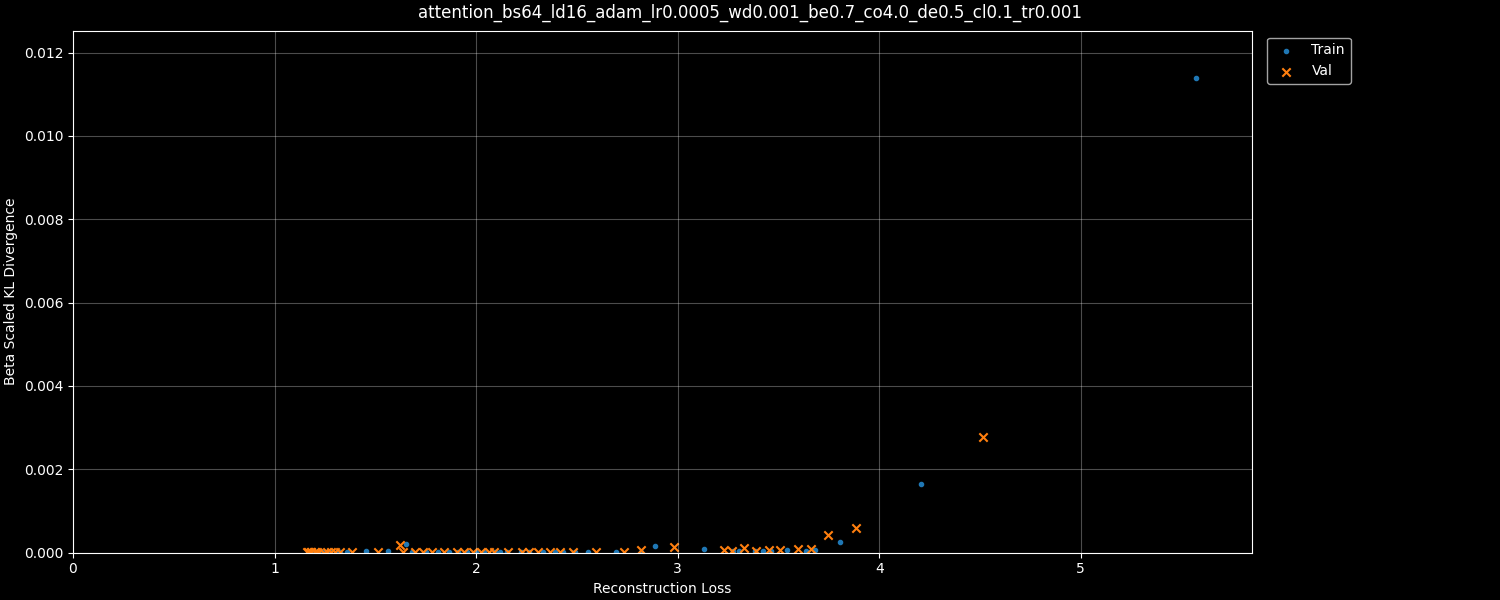 attention_bs64_ld16_adam_lr0.0005_wd0.001_be0.7_co4.0_de0.5_cl0.1_tr0.001
Train
Val
Beta Scaled KL Divergence
0.012
0.010
0.008
0.006
0.004
0.002
0.000
0 1 2 3 4 5
Reconstruction Loss